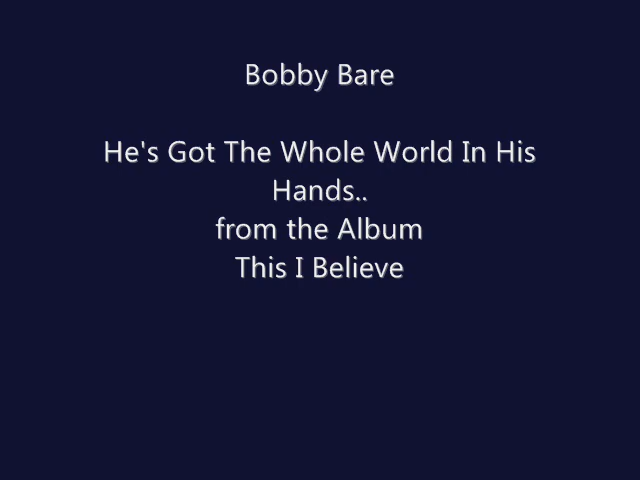 Bobby Bare
He's Got The Whole World In His
Hands..
from the Album
This I Believe